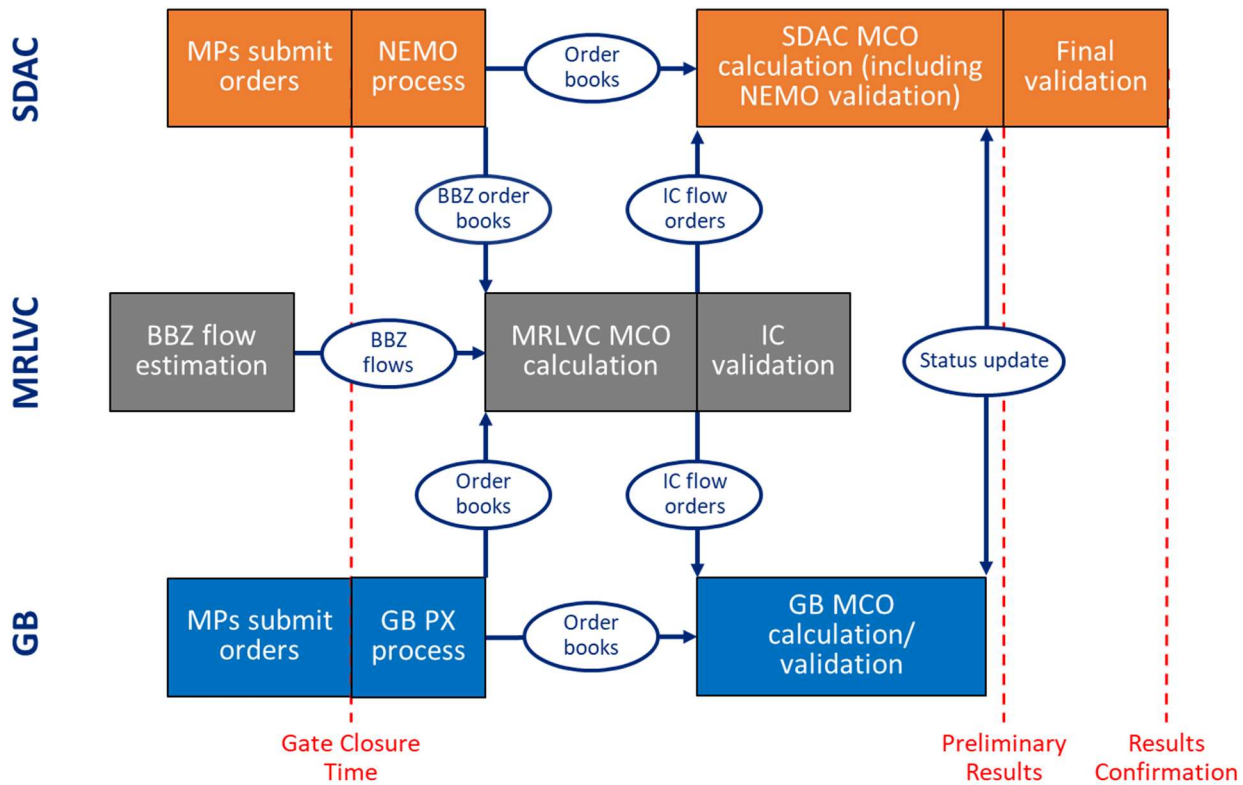 SDAC
MPs submit
orders
NEMO
process
Order
books
SDAC MCO
calculation (including
NEMO validation)
Final
validation
BBZ order
books
IC flow
orders
MRLVC
BBZ flow
estimation
BBZ
flows
MRLVC MCO
calculation
IC
validation
Status update
Order
books
IC flow
orders
GB
MPs submit
orders
GB PX
process
Order
books
GB MCO
calculation/
validation
Gate Closure
Time
Preliminary
Results
Results
Confirmation